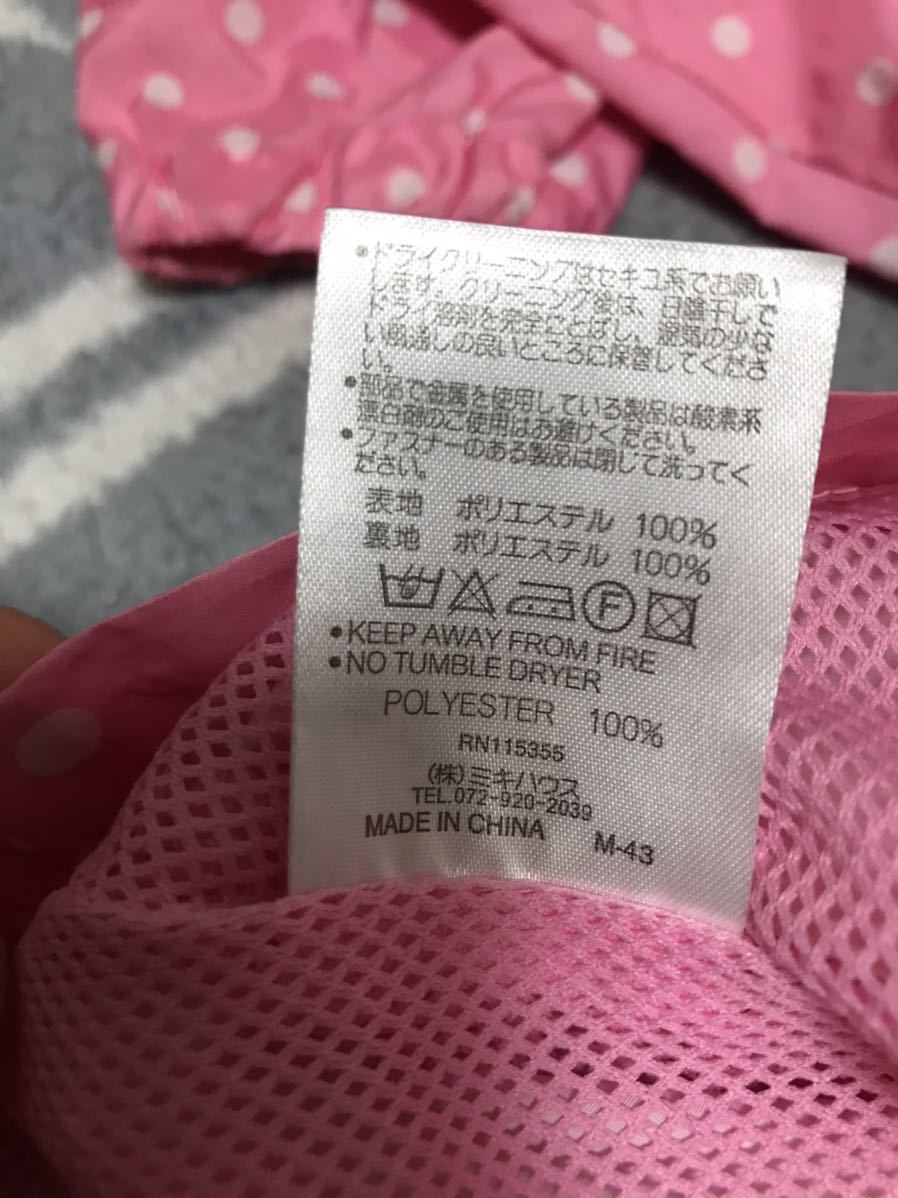 ●ドライクリーニングはセキユ系でお願い
します。クリーニング後は、日陰干しで
ドライ溶剤を完全にとばし、湿気の少な
い風通しの良いところに保管してくださ
い。
●部品で金属を使用している製品は酸素系
漂白剤のご使用はお避けください。
●ファスナーのある製品は閉じて洗ってく
ださい。
表地 ポリエステル 100%
裏地 ポリエステル 100%
F
●KEEP AWAY FROM FIRE
●NO TUMBLE DRYER
POLYESTER 100%
RN115355
(株)ミキハウス
TEL.072-920-2039
MADE IN CHINA M-43